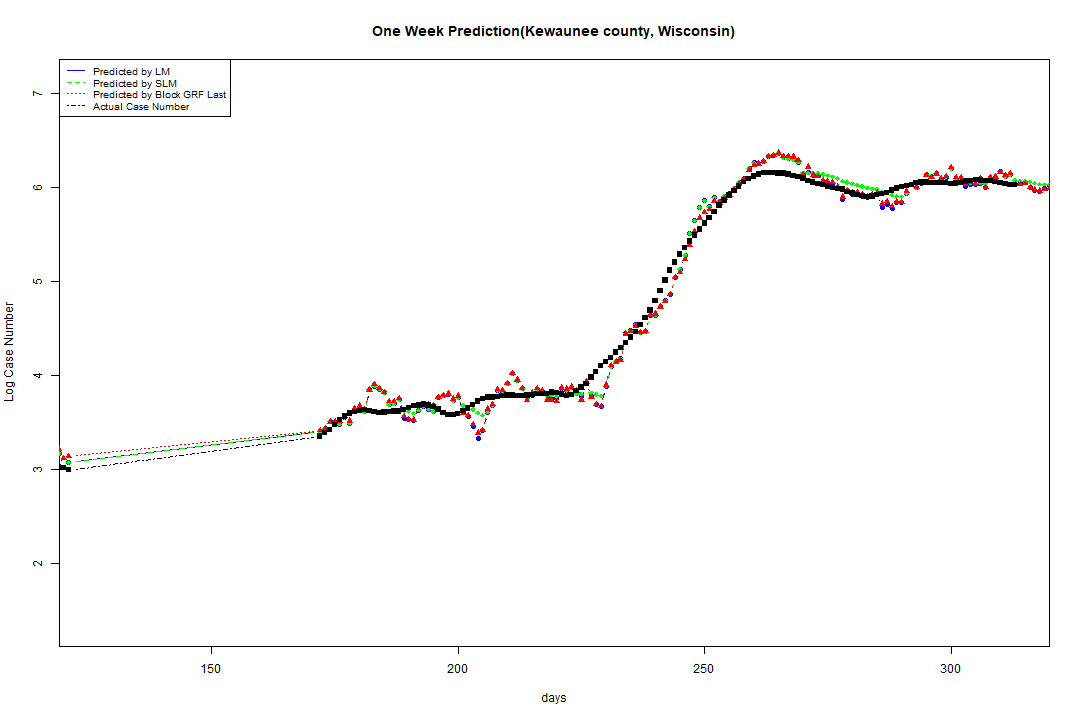 One Week Prediction(Kewaunee county, Wisconsin)
Predicted by LM
Predicted by SLM
Predicted by Block GRF Last
Actual Case Number
7
6
5
4
3
2
Log Case Number
150 200 250 300
days